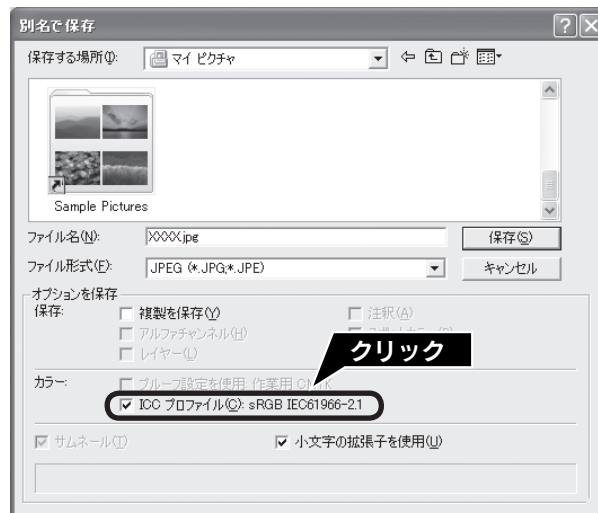 別名で保存
保存する場所(I): マイ ピクチャ
Sample Pictures
ファイル名(N): XXXX.jpg 保存(S)
ファイル形式(F): JPEG (*.JPG;*.JPE) キャンセル
オプションを保存
保存: 複製を保存(Y) 注釈(A)
アルファチャンネル(H)
レイヤー(L)
クリック
カラー: プルーフ設定を使用: 作業用 CMYK
ICC プロファイル(C): sRGB IEC61966-2.1
サムネール(T) 小文字の拡張子を使用(U)